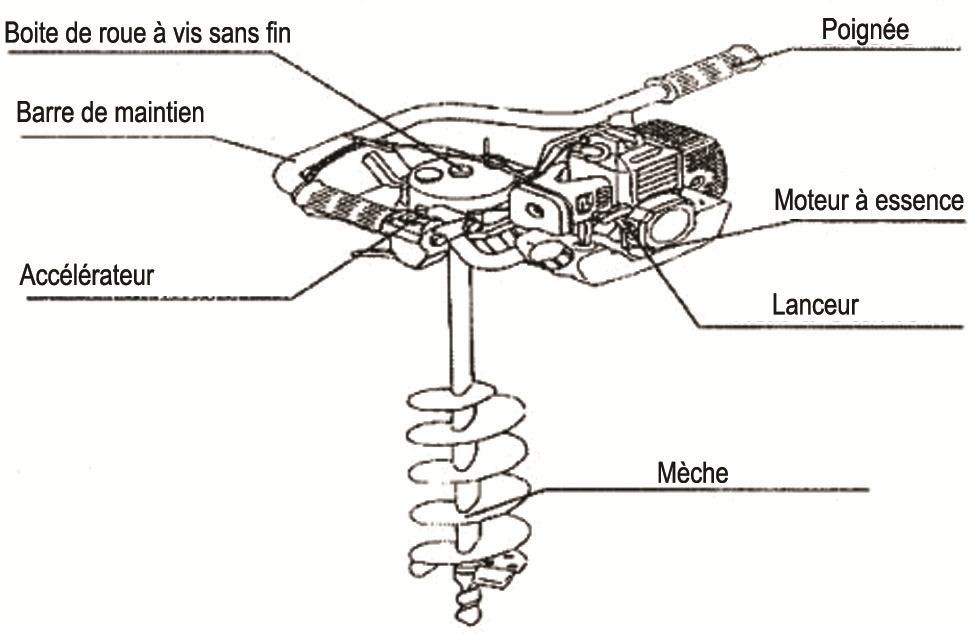 Boite de roue à vis sans fin
Poignée
Barre de maintien
Moteur à essence
Accélérateur
Lanceur
Mèche